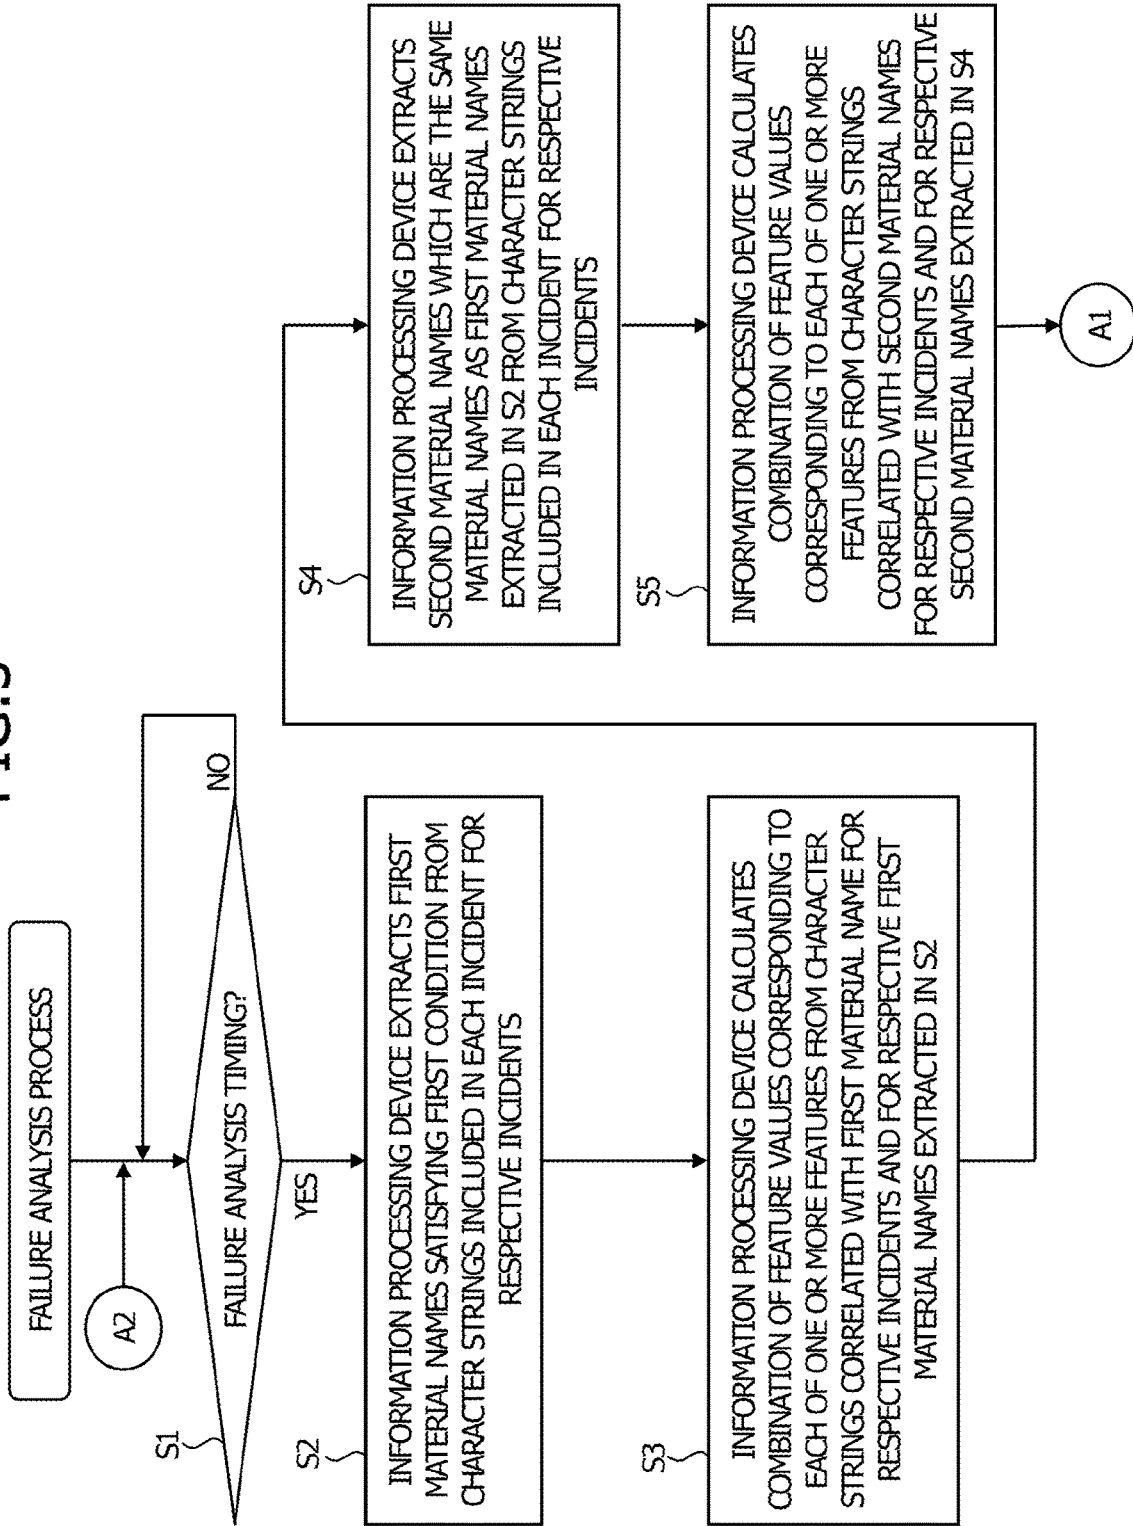 FIG.
FAILURE ANALYSIS PROCESS
A2
S1
FAILURE ANALYSIS TIMING?
NO
YES
S2
INFORMATION PROCESSING DEVICE EXTRACTS FIRST
MATERIAL NAMES SATISFYING FIRST CONDITION FROM
CHARACTER STRINGS INCLUDED IN EACH INCIDENT FOR
RESPECTIVE INCIDENTS
S3
INFORMATION PROCESSING DEVICE CALCULATES
COMBINATION OF FEATURE VALUES CORRESPONDING TO
EACH OF ONE OR MORE FEATURES FROM CHARACTER
STRINGS CORRELATED WITH FIRST MATERIAL NAME FOR
RESPECTIVE INCIDENTS AND FOR RESPECTIVE FIRST
MATERIAL NAMES EXTRACTED IN S2
S4
INFORMATION PROCESSING DEVICE EXTRACTS
SECOND MATERIAL NAMES WHICH ARE THE SAME
MATERIAL NAMES AS FIRST MATERIAL NAMES
EXTRACTED IN S2 FROM CHARACTER STRINGS
INCLUDED IN EACH INCIDENT FOR RESPECTIVE
INCIDENTS
S5
INFORMATION PROCESSING DEVICE CALCULATES
COMBINATION OF FEATURE VALUES
CORRESPONDING TO EACH OF ONE OR MORE
FEATURES FROM CHARACTER STRINGS
CORRELATED WITH SECOND MATERIAL NAMES
FOR RESPECTIVE INCIDENTS AND FOR RESPECTIVE
SECOND MATERIAL NAMES EXTRACTED IN S4
A1